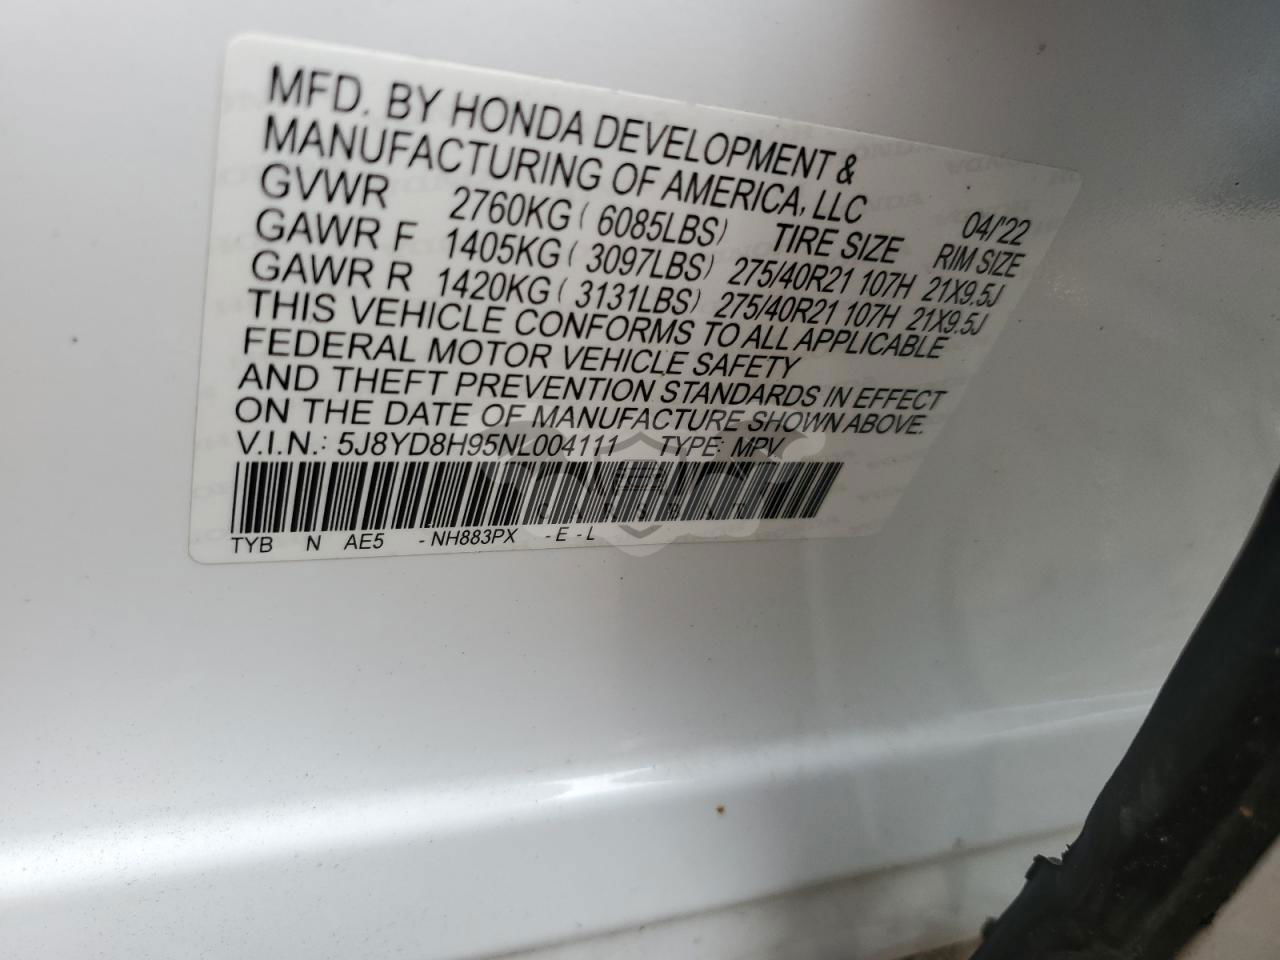 MFD. BY HONDA DEVELOPMENT &
MANUFACTURING OF AMERICA, LLC
GVWR 2760KG ( 6085LBS) TIRE SIZE 04/'22 RIM SIZE
GAWR F 1405KG ( 3097LBS) 275/40R21 107H 21X9.5J
GAWR R 1420KG ( 3131LBS) 275/40R21 107H 21X9.5J
THIS VEHICLE CONFORMS TO ALL APPLICABLE
FEDERAL MOTOR VEHICLE SAFETY
AND THEFT PREVENTION STANDARDS IN EFFECT
ON THE DATE OF MANUFACTURE SHOWN ABOVE.
V.I.N.: 5J8YD8H95NL004111 TYPE: MPV
TYB N AE5 - NH883PX - E - L